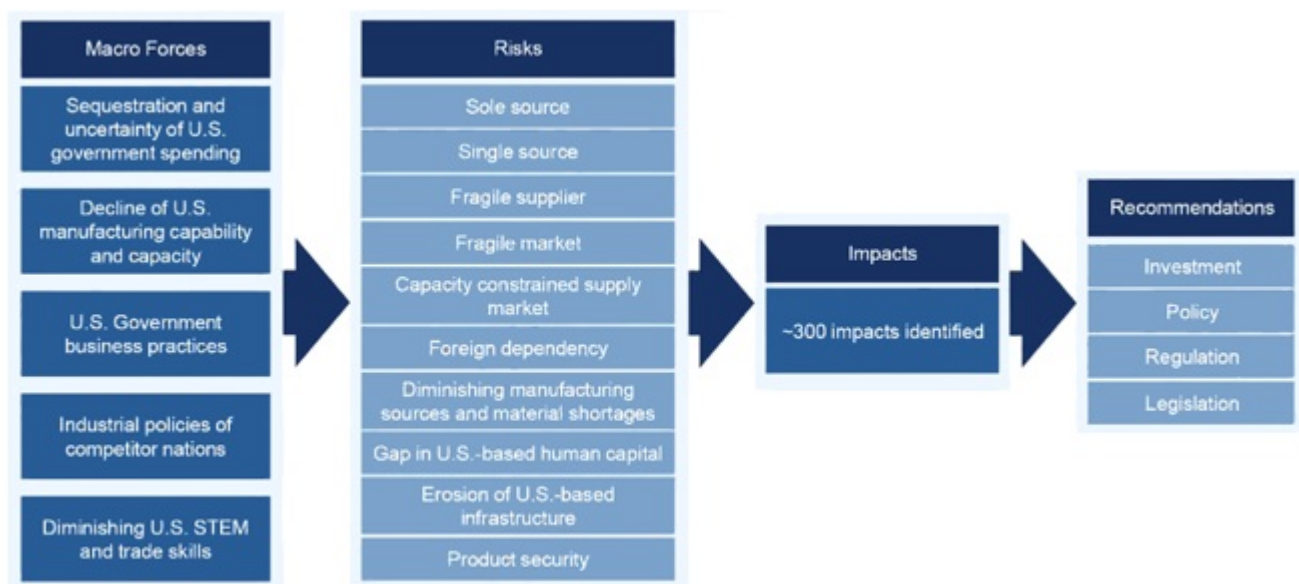 Macro Forces
Sequestration and
uncertainty of U.S.
government spending
Decline of U.S.
manufacturing capability
and capacity
U.S. Government
business practices
Industrial policies of
competitor nations
Diminishing U.S. STEM
and trade skills
Risks
Sole source
Single source
Fragile supplier
Fragile market
Capacity constrained supply
market
Foreign dependency
Diminishing manufacturing
sources and material shortages
Gap in U.S.-based human capital
Erosion of U.S.-based
infrastructure
Product security
Impacts
~300 impacts identified
Recommendations
Investment
Policy
Regulation
Legislation